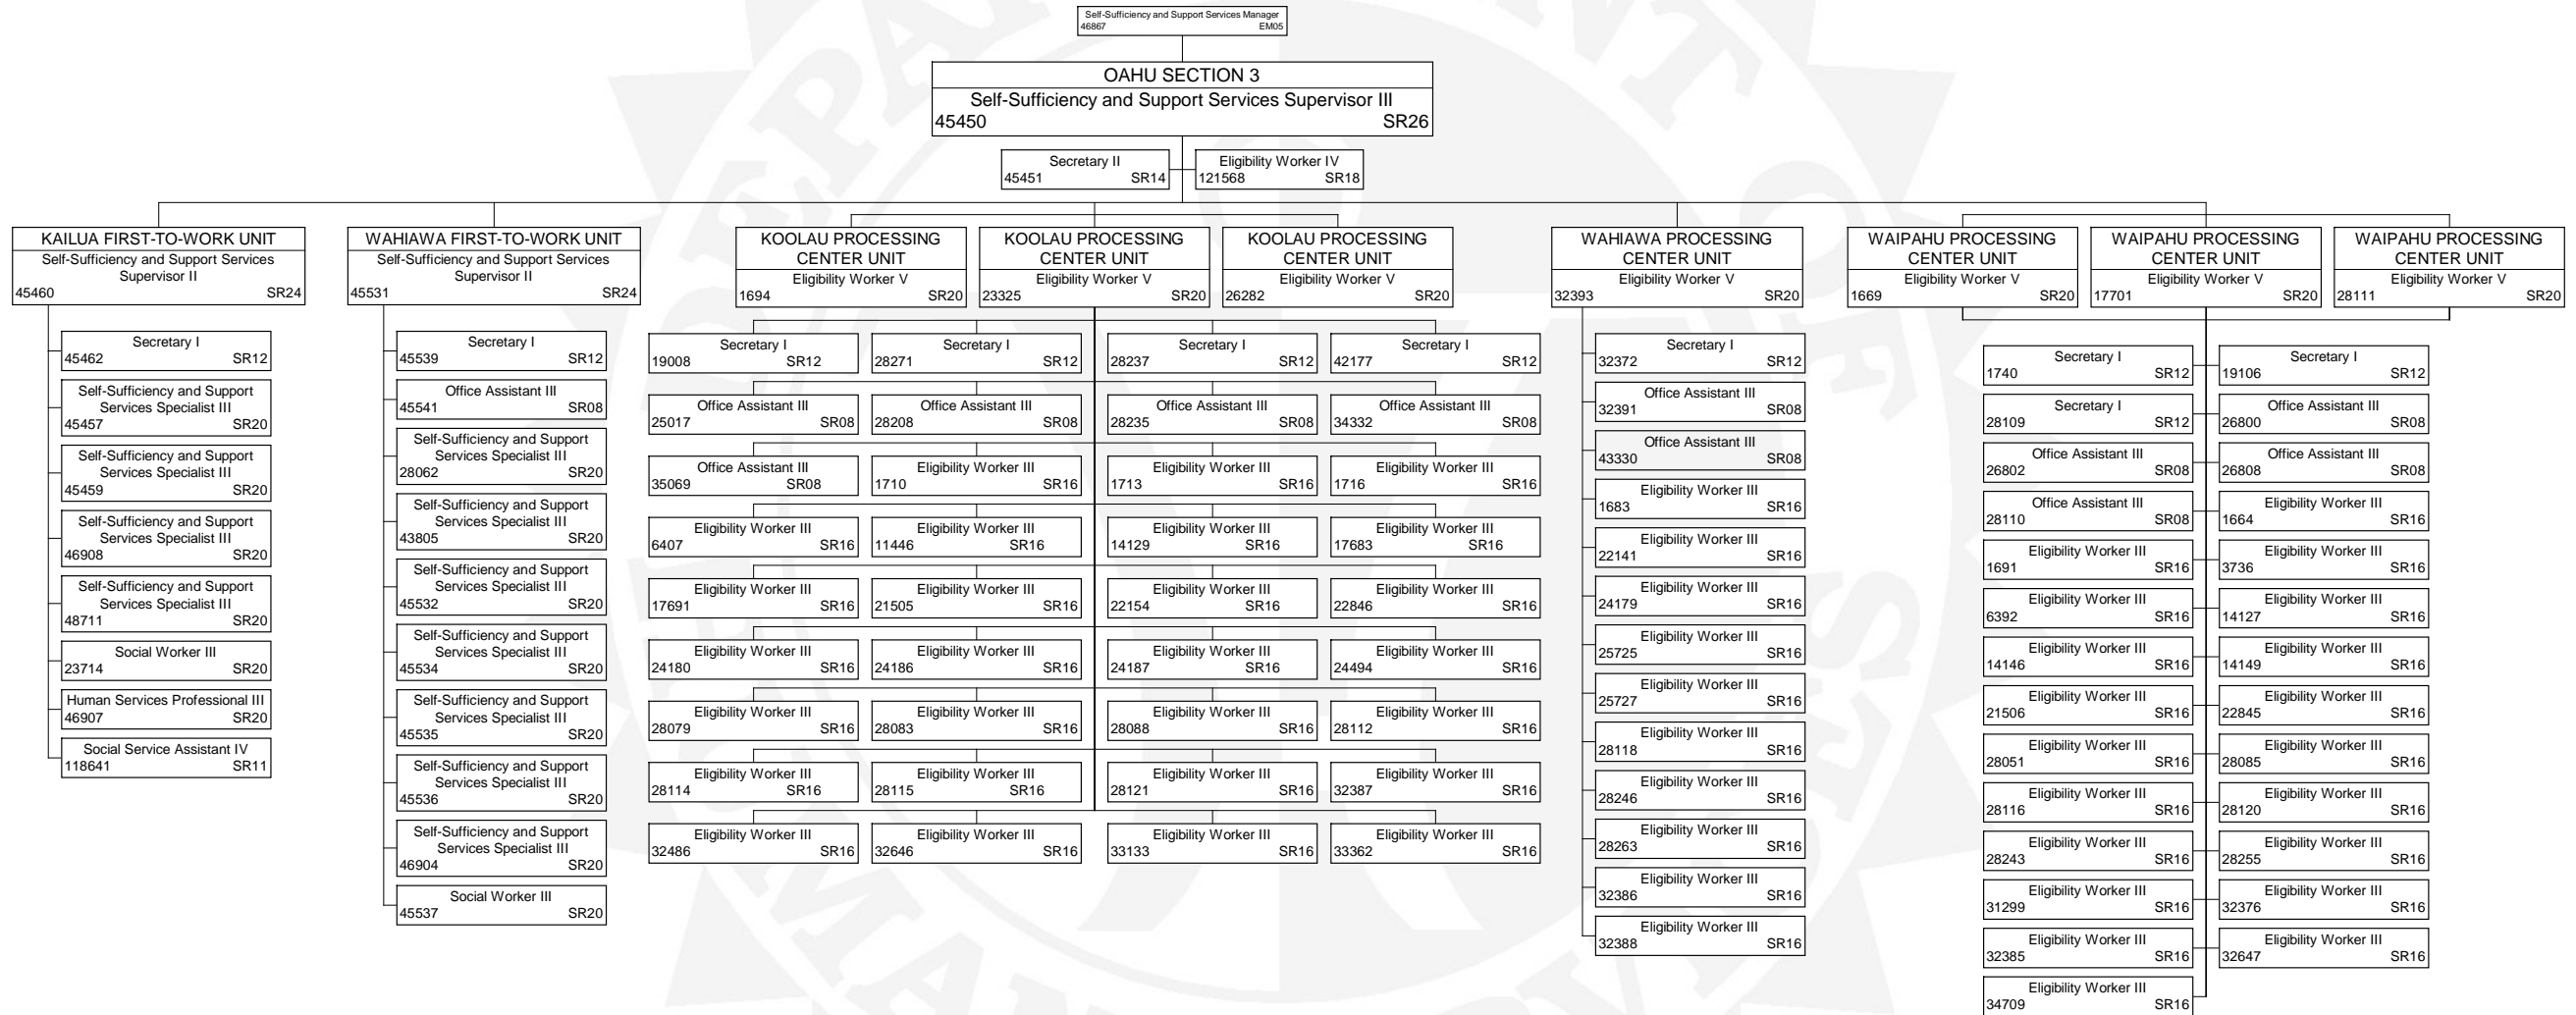 Self-Sufficiency and Support Services Manager
46867 EM05
OAHU SECTION 3
Self-Sufficiency and Support Services Supervisor III
45450 SR26
Secretary II
45451 SR14
Eligibility Worker IV
121568 SR18
KAILUA FIRST-TO-WORK UNIT
Self-Sufficiency and Support Services
Supervisor II
45460 SR24
Secretary I
45462 SR12
Self-Sufficiency and Support
Services Specialist III
45457 SR20
Self-Sufficiency and Support
Services Specialist III
45459 SR20
Self-Sufficiency and Support
Services Specialist III
46908 SR20
Self-Sufficiency and Support
Services Specialist III
48711 SR20
Social Worker III
23714 SR20
Human Services Professional III
46907 SR20
Social Service Assistant IV
118641 SR11
WAHIAWA FIRST-TO-WORK UNIT
Self-Sufficiency and Support Services
Supervisor II
45531 SR24
Secretary I
45539 SR12
Office Assistant III
45541 SR08
Self-Sufficiency and Support
Services Specialist III
28062 SR20
Self-Sufficiency and Support
Services Specialist III
43805 SR20
Self-Sufficiency and Support
Services Specialist III
45532 SR20
Self-Sufficiency and Support
Services Specialist III
45534 SR20
Self-Sufficiency and Support
Services Specialist III
45535 SR20
Self-Sufficiency and Support
Services Specialist III
45536 SR20
Self-Sufficiency and Support
Services Specialist III
46904 SR20
Social Worker III
45537 SR20
KOOLAU PROCESSING
CENTER UNIT
Eligibility Worker V
1694 SR20
KOOLAU PROCESSING
CENTER UNIT
Eligibility Worker V
23325 SR20
KOOLAU PROCESSING
CENTER UNIT
Eligibility Worker V
26282 SR20
Secretary I
19008 SR12
Secretary I
28271 SR12
Secretary I
28237 SR12
Secretary I
42177 SR12
Office Assistant III
25017 SR08
Office Assistant III
28208 SR08
Office Assistant III
28235 SR08
Office Assistant III
34332 SR08
Office Assistant III
35069 SR08
Eligibility Worker III
1710 SR16
Eligibility Worker III
1713 SR16
Eligibility Worker III
1716 SR16
Eligibility Worker III
6407 SR16
Eligibility Worker III
11446 SR16
Eligibility Worker III
14129 SR16
Eligibility Worker III
17683 SR16
Eligibility Worker III
17691 SR16
Eligibility Worker III
21505 SR16
Eligibility Worker III
22154 SR16
Eligibility Worker III
22846 SR16
Eligibility Worker III
24180 SR16
Eligibility Worker III
24186 SR16
Eligibility Worker III
24187 SR16
Eligibility Worker III
24494 SR16
Eligibility Worker III
28079 SR16
Eligibility Worker III
28083 SR16
Eligibility Worker III
28088 SR16
Eligibility Worker III
28112 SR16
Eligibility Worker III
28114 SR16
Eligibility Worker III
28115 SR16
Eligibility Worker III
28121 SR16
Eligibility Worker III
32387 SR16
Eligibility Worker III
32486 SR16
Eligibility Worker III
32646 SR16
Eligibility Worker III
33133 SR16
Eligibility Worker III
33362 SR16
WAHIAWA PROCESSING
CENTER UNIT
Eligibility Worker V
32393 SR20
Secretary I
32372 SR12
Office Assistant III
32391 SR08
Office Assistant III
43330 SR08
Eligibility Worker III
1683 SR16
Eligibility Worker III
22141 SR16
Eligibility Worker III
24179 SR16
Eligibility Worker III
25725 SR16
Eligibility Worker III
25727 SR16
Eligibility Worker III
28118 SR16
Eligibility Worker III
28246 SR16
Eligibility Worker III
28263 SR16
Eligibility Worker III
32386 SR16
Eligibility Worker III
32388 SR16
WAIPAHU PROCESSING
CENTER UNIT
Eligibility Worker V
1669 SR20
WAIPAHU PROCESSING
CENTER UNIT
Eligibility Worker V
17701 SR20
WAIPAHU PROCESSING
CENTER UNIT
Eligibility Worker V
28111 SR20
Secretary I
1740 SR12
Secretary I
19106 SR12
Secretary I
28109 SR12
Office Assistant III
26800 SR08
Office Assistant III
26802 SR08
Office Assistant III
26808 SR08
Office Assistant III
28110 SR08
Eligibility Worker III
1664 SR16
Eligibility Worker III
1691 SR16
Eligibility Worker III
3736 SR16
Eligibility Worker III
6392 SR16
Eligibility Worker III
14127 SR16
Eligibility Worker III
14146 SR16
Eligibility Worker III
14149 SR16
Eligibility Worker III
21506 SR16
Eligibility Worker III
22845 SR16
Eligibility Worker III
28051 SR16
Eligibility Worker III
28085 SR16
Eligibility Worker III
28116 SR16
Eligibility Worker III
28120 SR16
Eligibility Worker III
28243 SR16
Eligibility Worker III
28255 SR16
Eligibility Worker III
31299 SR16
Eligibility Worker III
32376 SR16
Eligibility Worker III
32385 SR16
Eligibility Worker III
32647 SR16
Eligibility Worker III
34709 SR16